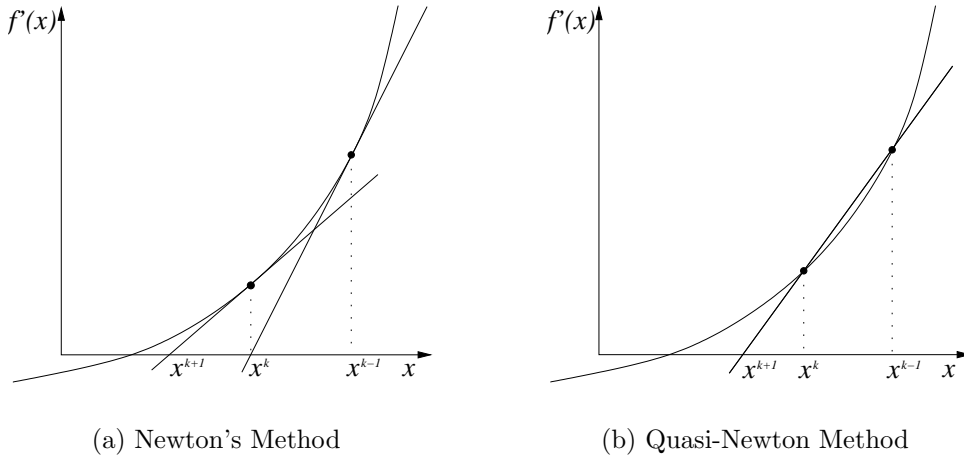 f'(x)
x^{k+1} x^k x^{k−1} x
(a) Newton's Method
f'(x)
x^{k+1} x^k x^{k−1} x
(b) Quasi-Newton Method